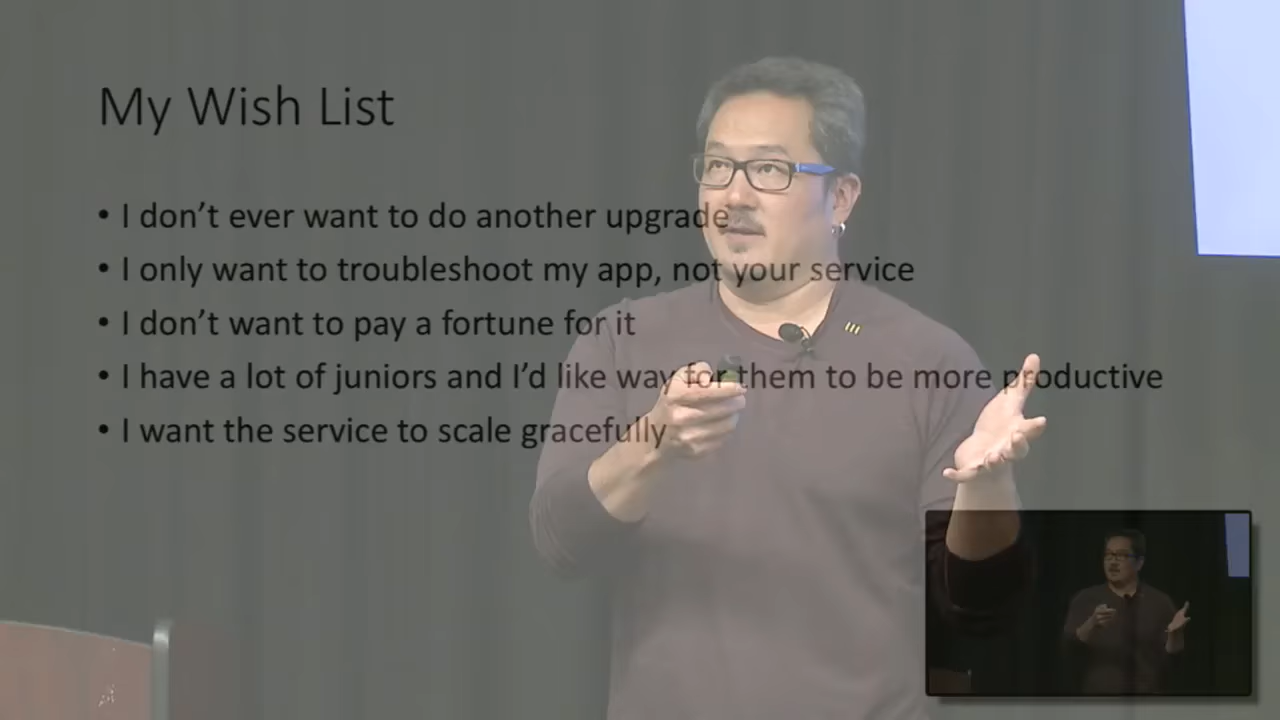 My Wish List
• I don't ever want to do another upgrade
• I only want to troubleshoot my app, not your service
• I don't want to pay a fortune for it
• I have a lot of juniors and I'd like way for them to be more productive
• I want the service to scale gracefully